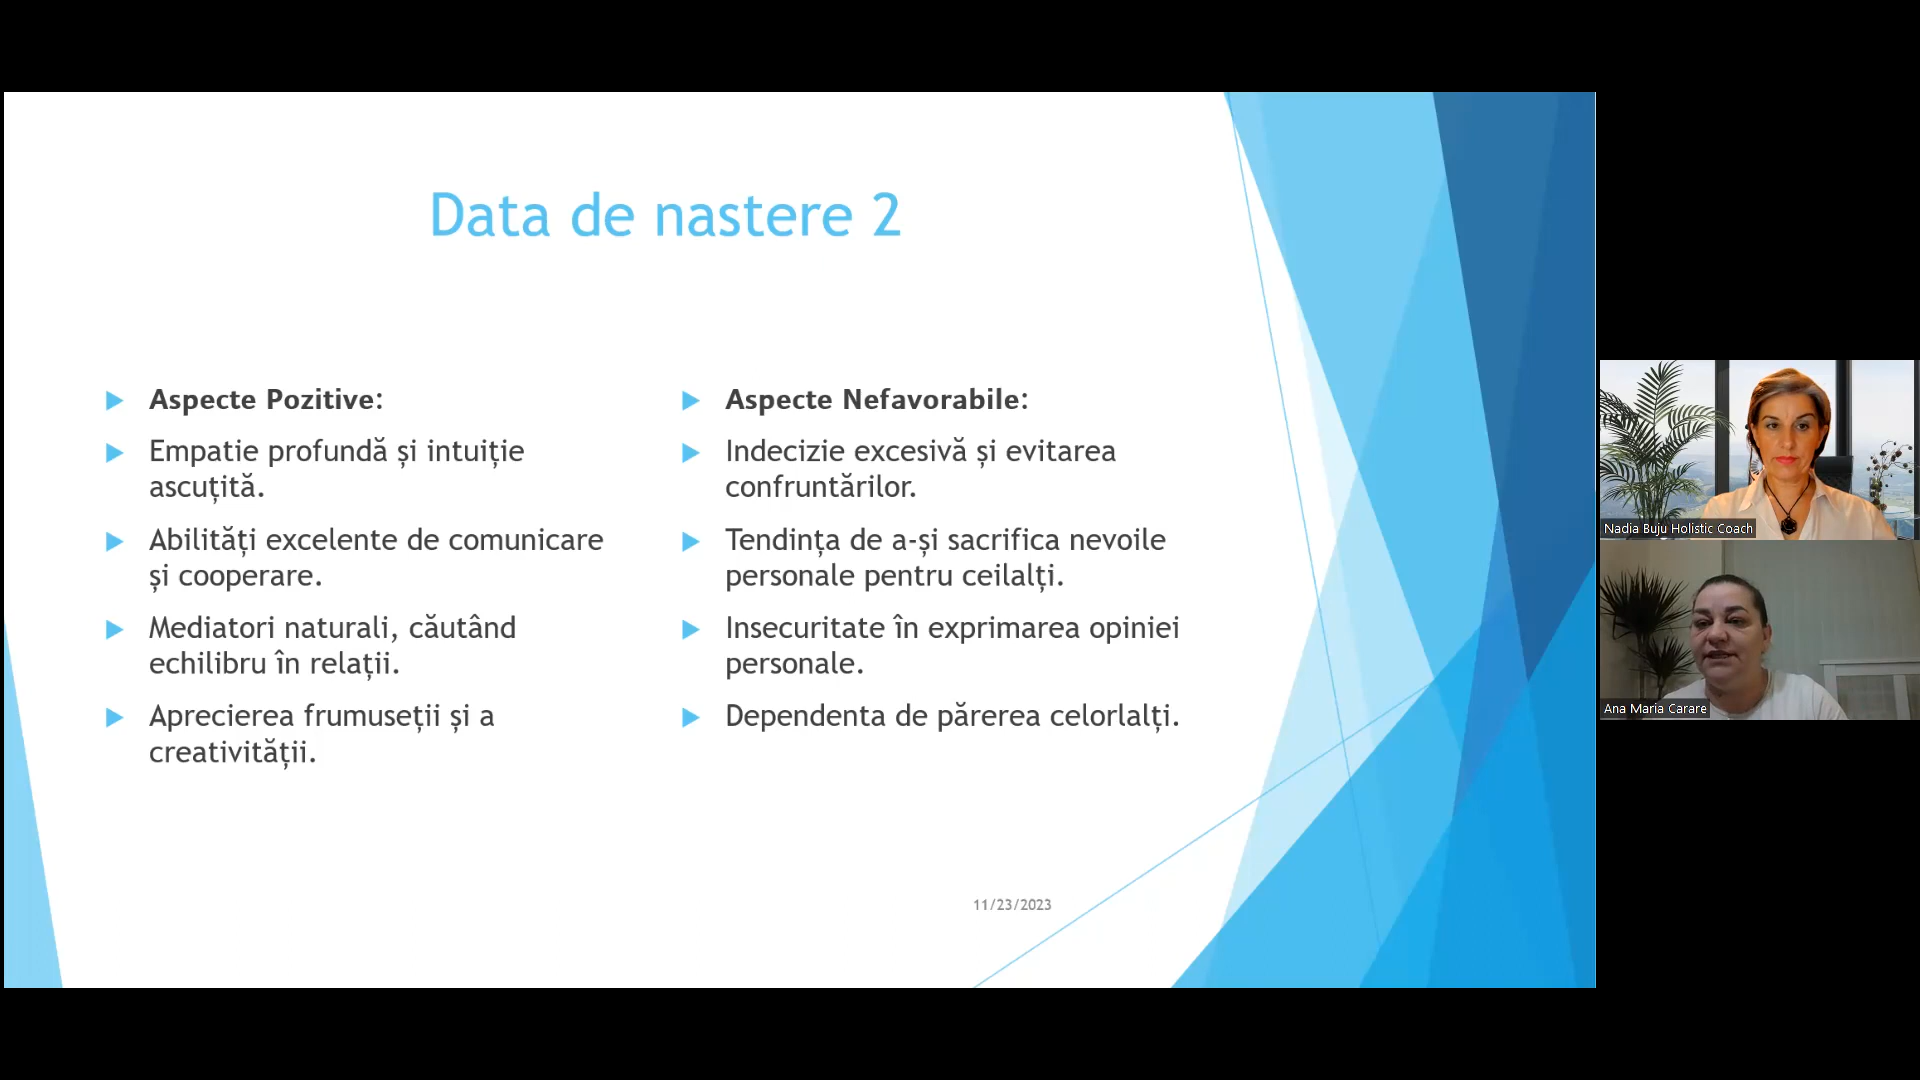 Data de nastere 2
Aspecte Pozitive:
Empatie profundă și intuiție
ascuțită.
Abilități excelente de comunicare
și cooperare.
Mediatori naturali, căutând
echilibru în relații.
Aprecierea frumuseții și a
creativității.
Aspecte Nefavorabile:
Indecizie excesivă și evitarea
confruntărilor.
Tendința de a-și sacrifica nevoile
personale pentru ceilalți.
Insecuritate în exprimarea opiniei
personale.
Dependenta de părerea celorlalți.
11/23/2023
Nadia Buju Holistic Coach
Ana Maria Carare